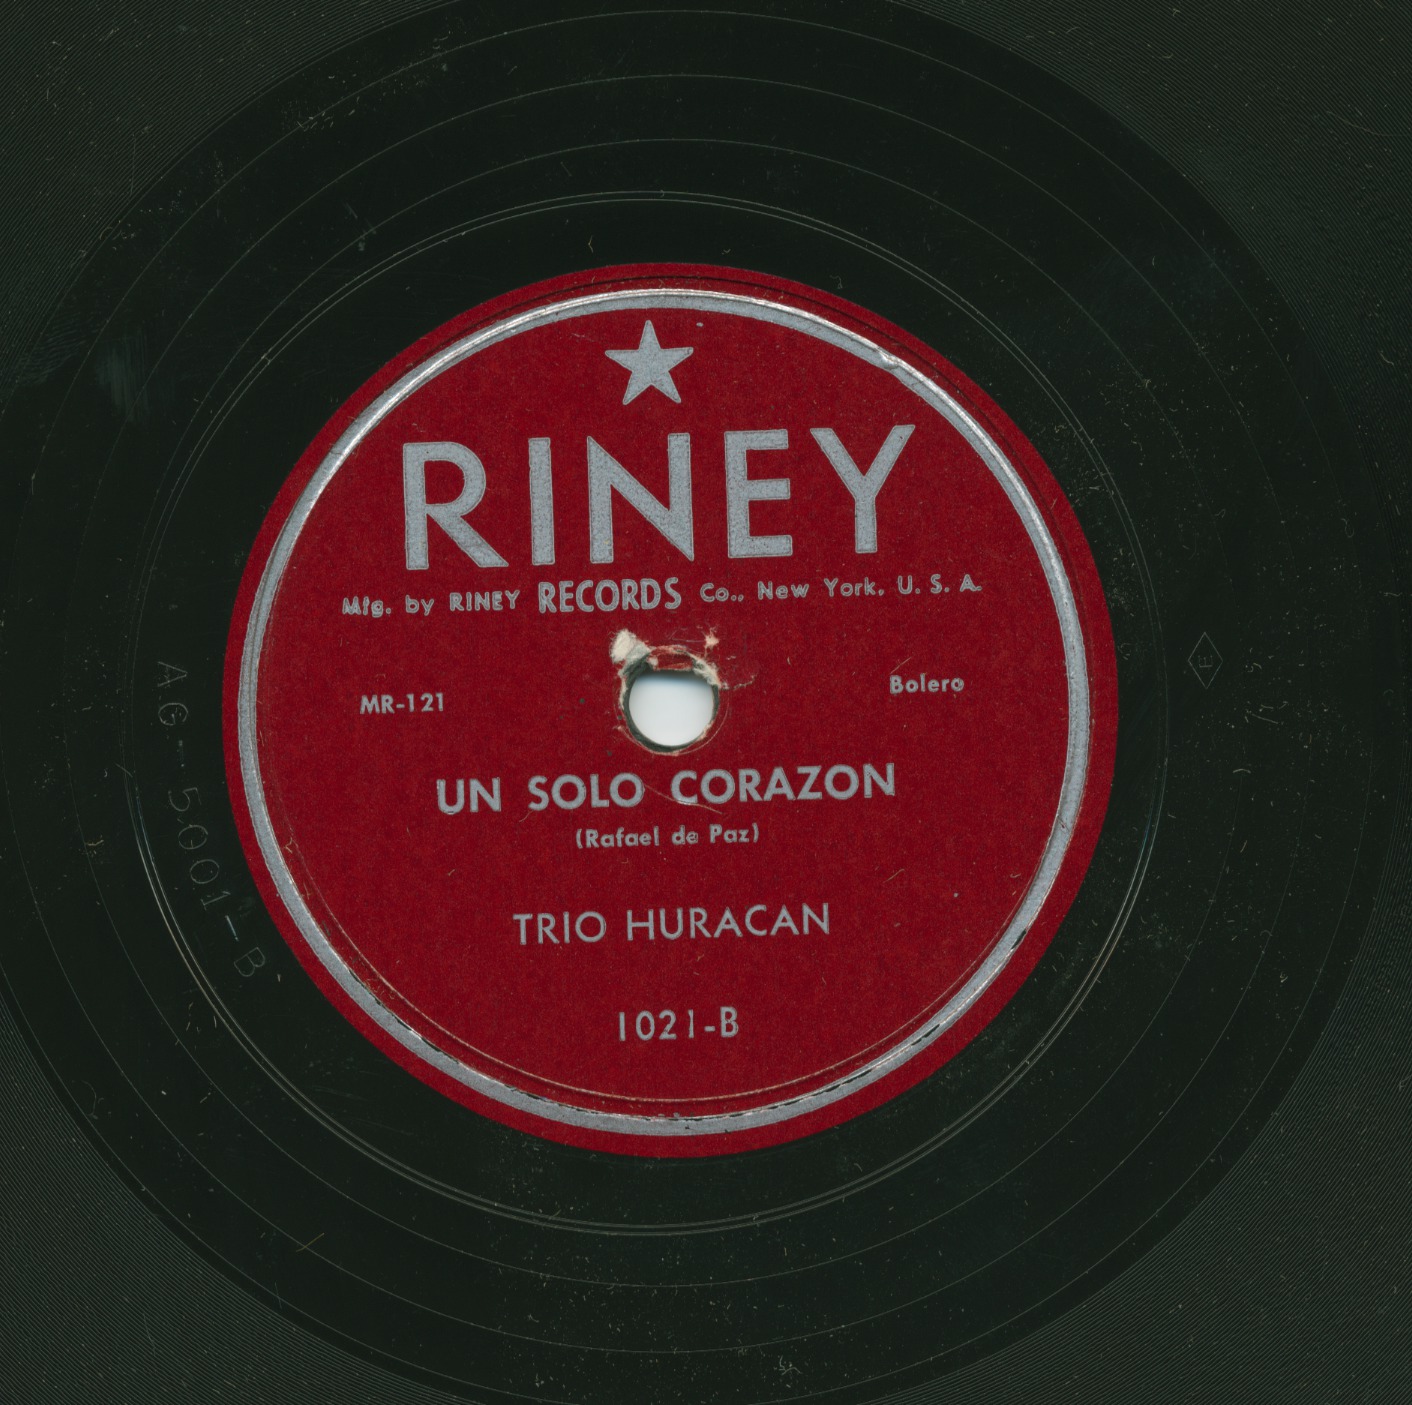 RINEY
Mfg. by RINEY RECORDS Co., New York, U. S. A.
MR-121
Bolero
UN SOLO CORAZON
(Rafael de Paz)
TRIO HURACAN
1021-B
AG-5001-B
E